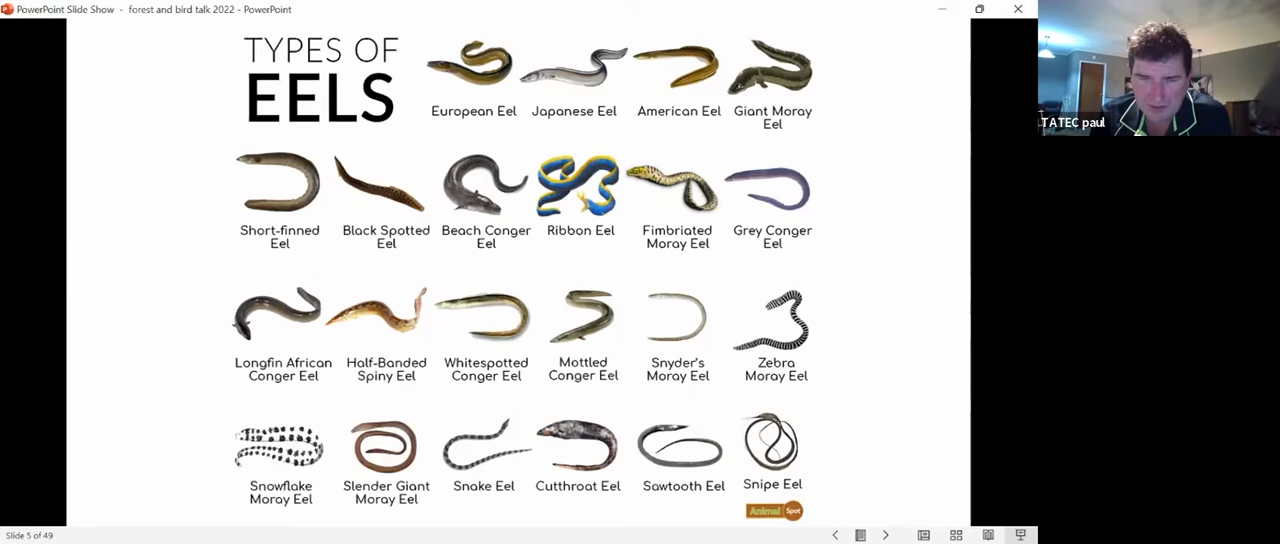 PowerPoint Slide Show - forest and bird talk 2022 - PowerPoint
TYPES OF
EELS
European Eel
Japanese Eel
American Eel
Giant Moray
Eel
Short-finned
Eel
Black Spotted
Eel
Beach Conger
Eel
Ribbon Eel
Fimbriated
Moray Eel
Grey Conger
Eel
Longfin African
Conger Eel
Half-Banded
Spiny Eel
Whitespotted
Conger Eel
Mottled
Conger Eel
Snyder's
Moray Eel
Zebra
Moray Eel
Snowflake
Moray Eel
Slender Giant
Moray Eel
Snake Eel
Cutthroat Eel
Sawtooth Eel
Snipe Eel
Animal Spot
Slide 5 of 49
TATEC paul